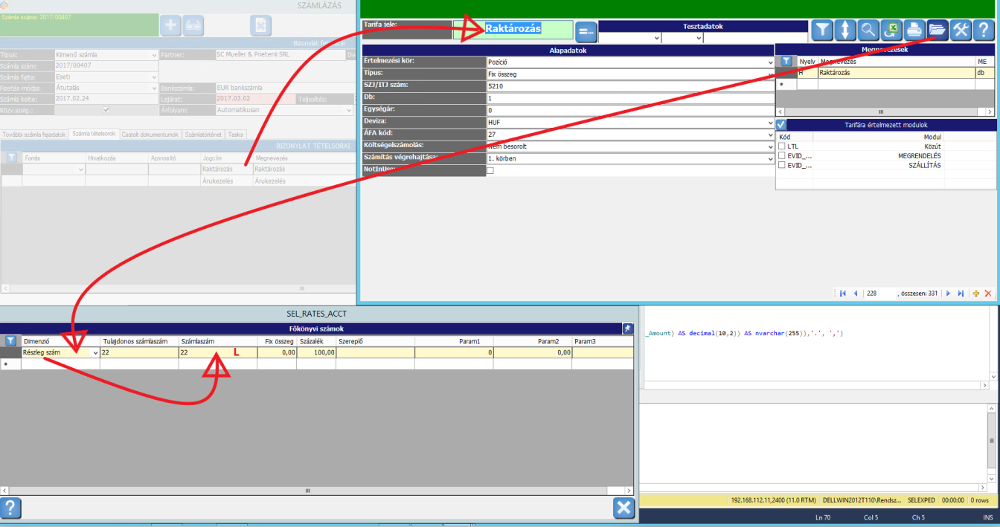 SZÁMLÁZÁS
Számla száma: 2017/00407
Bizonylat fejadatai
Típus: Kimenő számla Partner: SC Mueller & Prietenii SRL De
Számla szám: 2017/00407
Számla fajta: Eseti
Fizetés módja: Átutalás Bankszámla: EUR bankszámla
Számla kelte: 2017.02.24 Lejárat: 2017.03.02 Teljesítés: 2
Közv.szolg.: Árfolyam: Automatikusan
További számla fejadatok Számla tételsorok Csatolt dokumentumok Számlatörténet Tasks
BIZONYLAT TÉTELSORAI
Forrás Hivatkozás Azonosító Jogcím Megnevezés
Raktározás Raktározás
Árukezelés Árukezelés
Tarifa jele: Raktározás =... Tesztadatok
Alapadatok
Értelmezési kör: Pozíció
Típus: Fix összeg
SZJ/ITJ szám: 5210
Db: 1
Egységár: 0
Deviza: HUF
ÁFA kód: 27
Költségelszámolás: Nem besorolt
Számítás végrehajtása: 1. körben
NotInUse:
Megnevezések
Nyelv Megnevezés ME
H Raktározás db
Tarifára értelmezett modulok
Kód Modul
LTL Közút
EVID_... MEGRENDELÉS
EVID_... SZÁLLÍTÁS
228 , összesen: 331
SEL_RATES_ACCT
Főkönyvi számok
Dimenzió Tulajdonos számlaszám Számlaszám Fix összeg Százalék Szereplő Param1 Param2 Param3
Részleg szám 22 22 L 0,00 100,00 0 0,00
_Amount) AS decimal(10,2)) AS nvarchar(255)),'.', ',')
192.168.112.11,2400 (11.0 RTM) DELLWIN2012T110\Rendsz... SELEXPED 00:00:00 0 rows
Ln 70 Col 5 Ch 5 INS